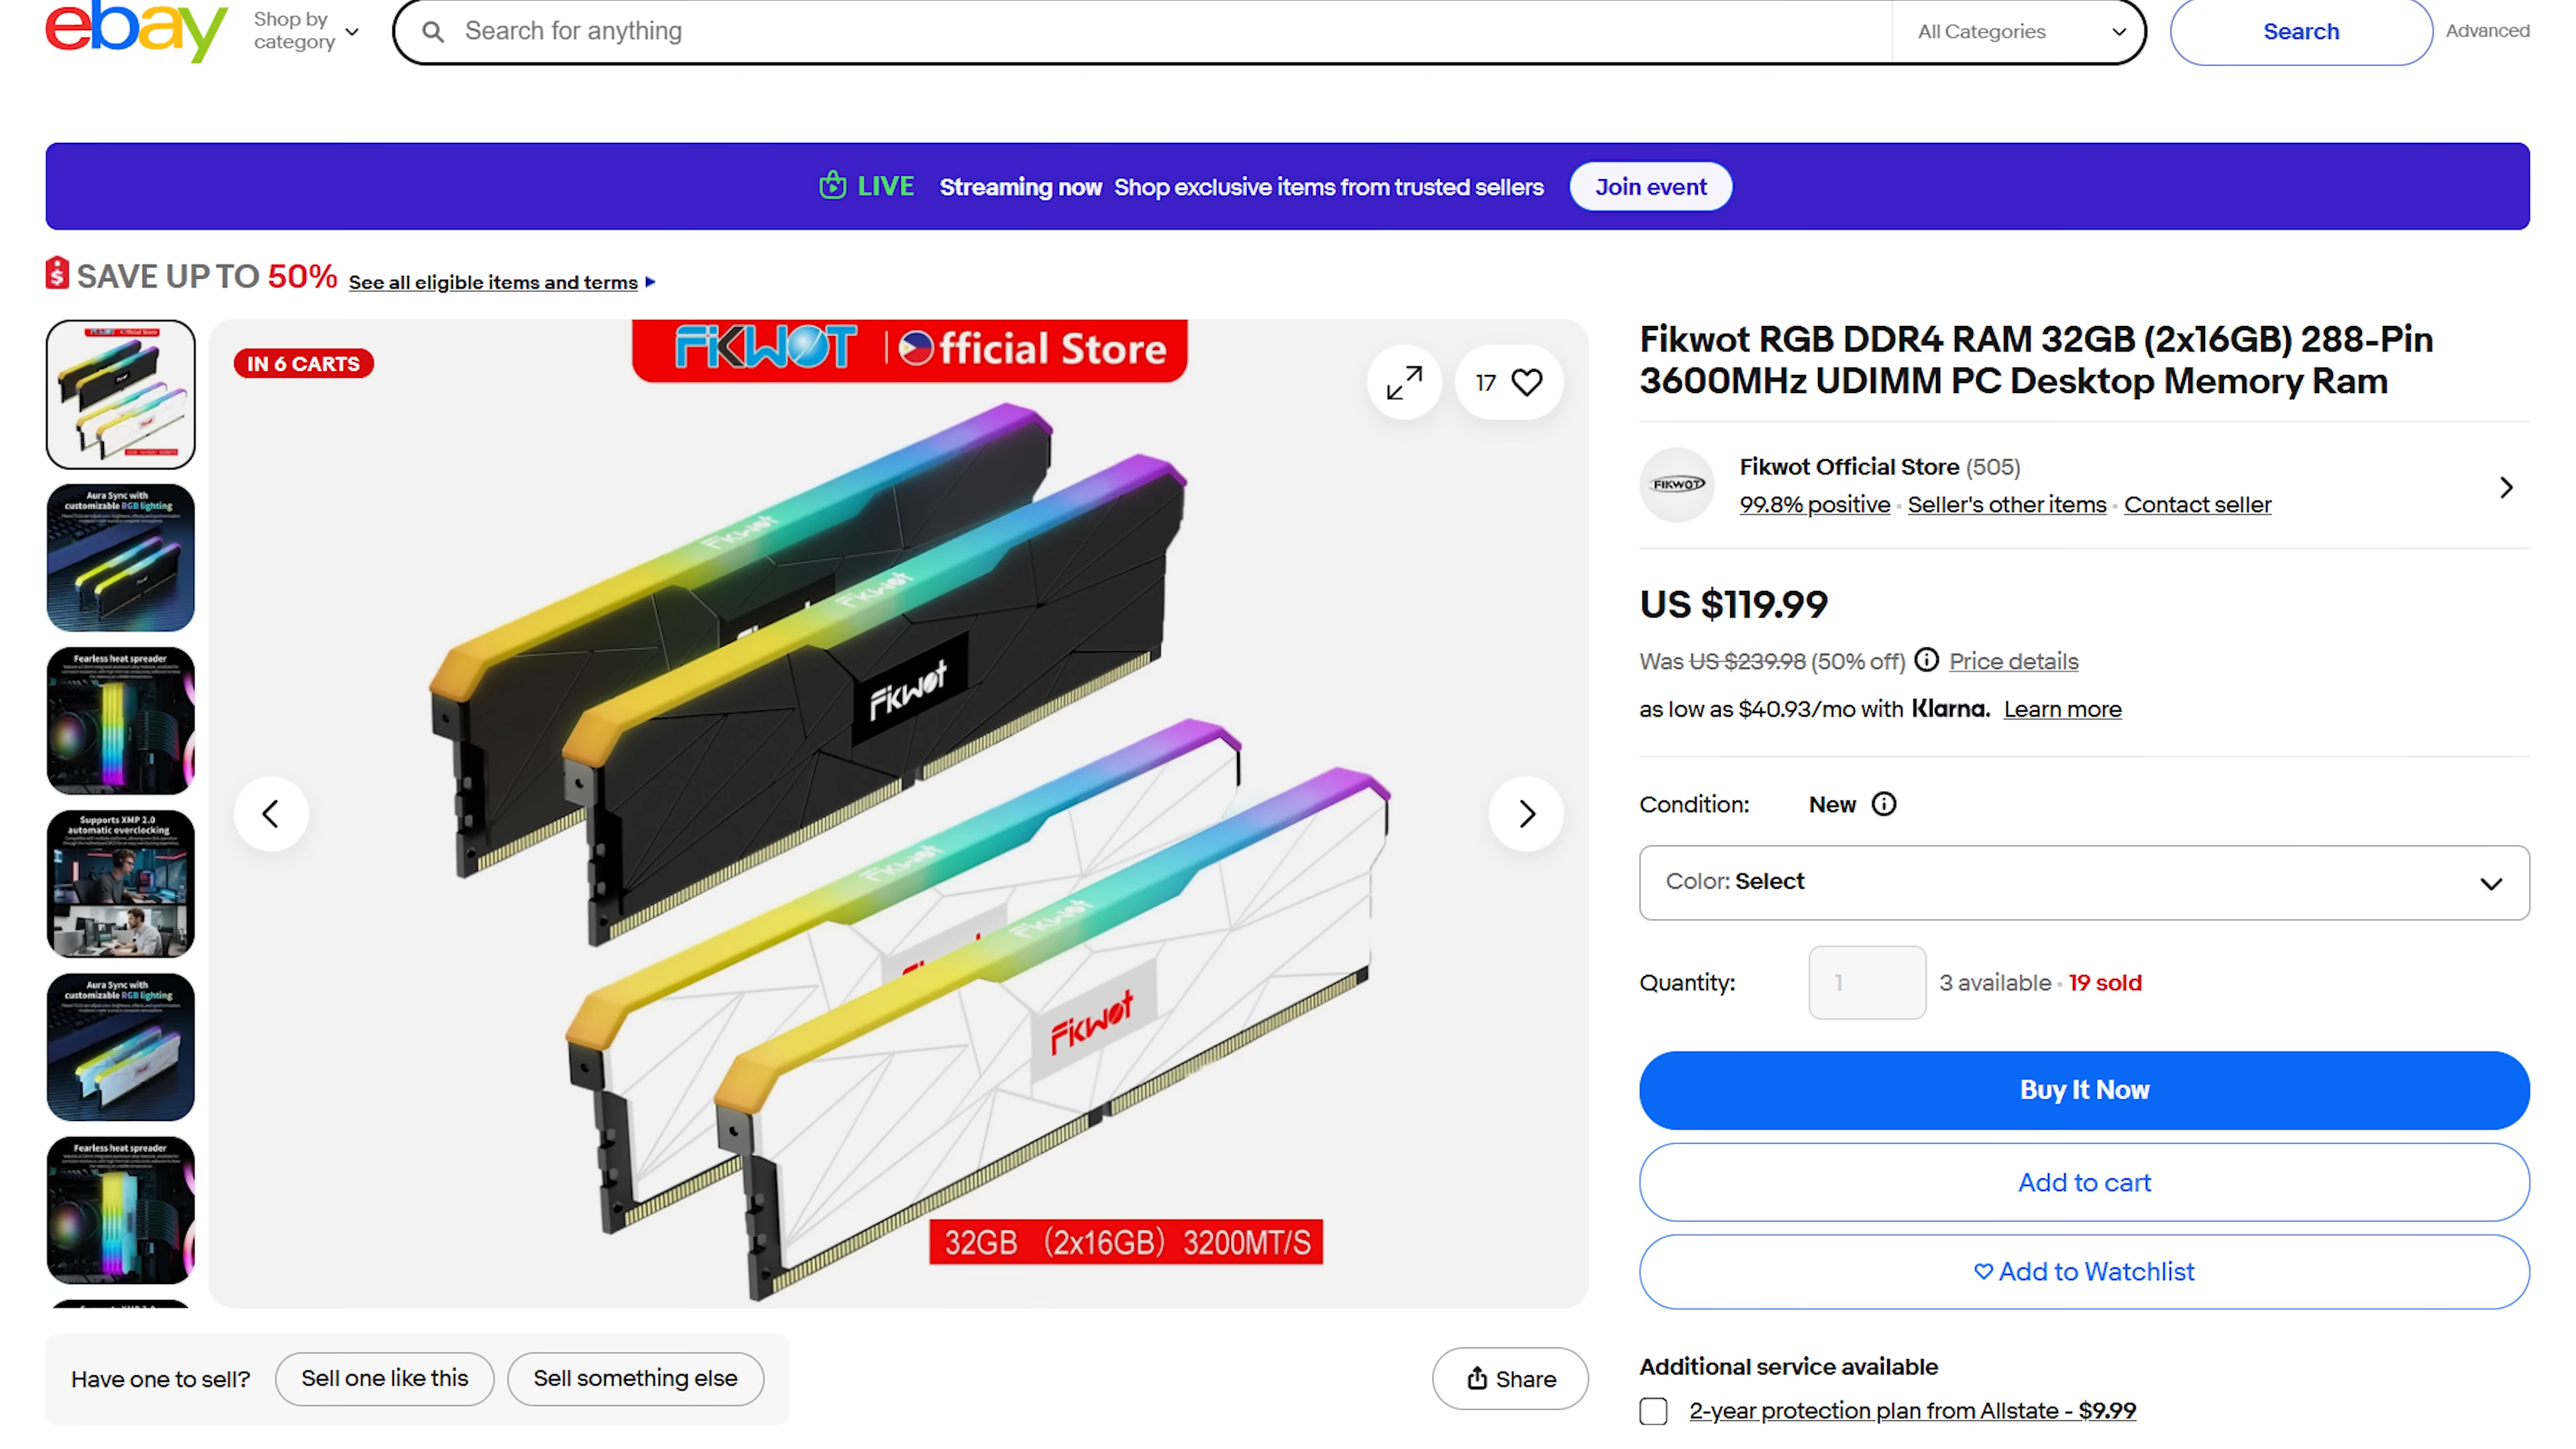 ebay
Shop by
category
Search for anything
All Categories
Search
Advanced
LIVE Streaming now Shop exclusive items from trusted sellers Join event
SAVE UP TO 50% See all eligible items and terms
IN 6 CARTS
FIKWOT | Official Store
17
Fikwot
Fikwot
Fikwot
Fikwot
Fikwot
Fikwot
32GB (2x16GB) 3200MT/S
Aura Sync with
customizable RGB lighting
Fearless heat spreader
Supports XMP 2.0
automatic overclocking
Aura Sync with
customizable RGB lighting
Fearless heat spreader
Have one to sell? Sell one like this Sell something else
Share
Fikwot RGB DDR4 RAM 32GB (2x16GB) 288-Pin
3600MHz UDIMM PC Desktop Memory Ram
FIKWOT
Fikwot Official Store (505)
99.8% positive · Seller's other items · Contact seller
US $119.99
Was US $239.98 (50% off) Price details
as low as $40.93/mo with Klarna. Learn more
Condition: New
Color: Select
Quantity: 1 3 available · 19 sold
Buy It Now
Add to cart
Add to Watchlist
Additional service available
2-year protection plan from Allstate - $9.99